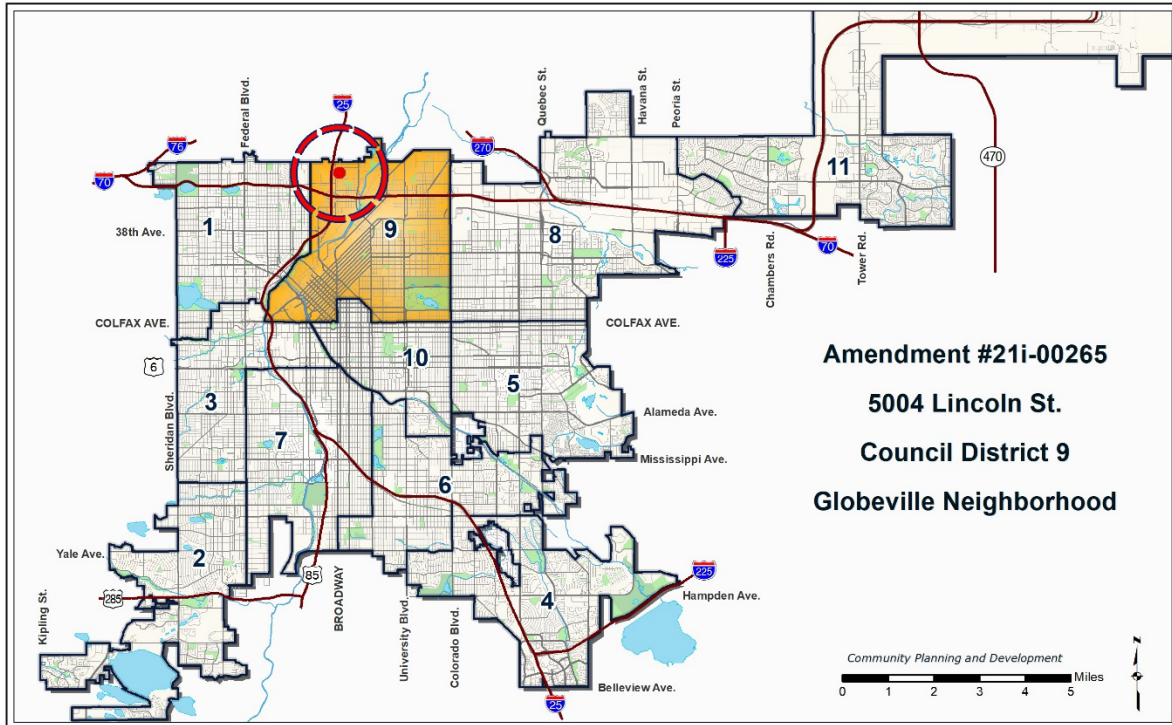 Federal Blvd.
25
76
70
270
Quebec St.
Havana St.
Peoria St.
470
11
1
38th Ave.
9
8
225
Chambers Rd.
70
Tower Rd.
COLFAX AVE.
COLFAX AVE.
6
10
5
3
Sheridan Blvd.
7
Alameda Ave.
Mississippi Ave.
6
Yale Ave.
2
85
BROADWAY
University Blvd.
Colorado Blvd.
4
225
Hampden Ave.
285
Kipling St.
25
Belleview Ave.
Amendment #21i-00265
5004 Lincoln St.
Council District 9
Globeville Neighborhood
Community Planning and Development
0 1 2 3 4 5 Miles